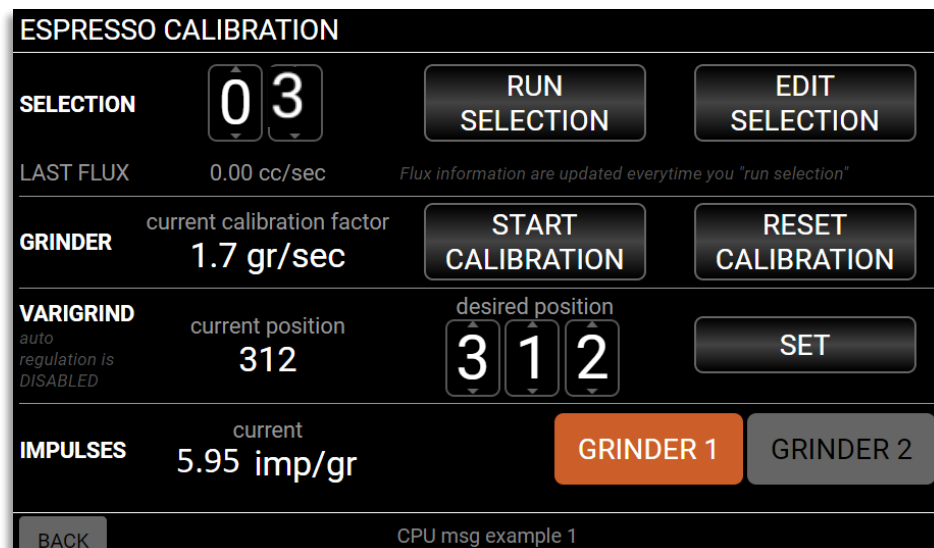 ESPRESSO CALIBRATION
SELECTION
0 3
RUN
SELECTION
EDIT
SELECTION
LAST FLUX
0.00 cc/sec
Flux information are updated everytime you "run selection"
GRINDER
current calibration factor
1.7 gr/sec
START
CALIBRATION
RESET
CALIBRATION
VARIGRIND
auto
regulation is
DISABLED
current position
312
desired position
3 1 2
SET
IMPULSES
current
5.95 imp/gr
GRINDER 1
GRINDER 2
BACK
CPU msg example 1